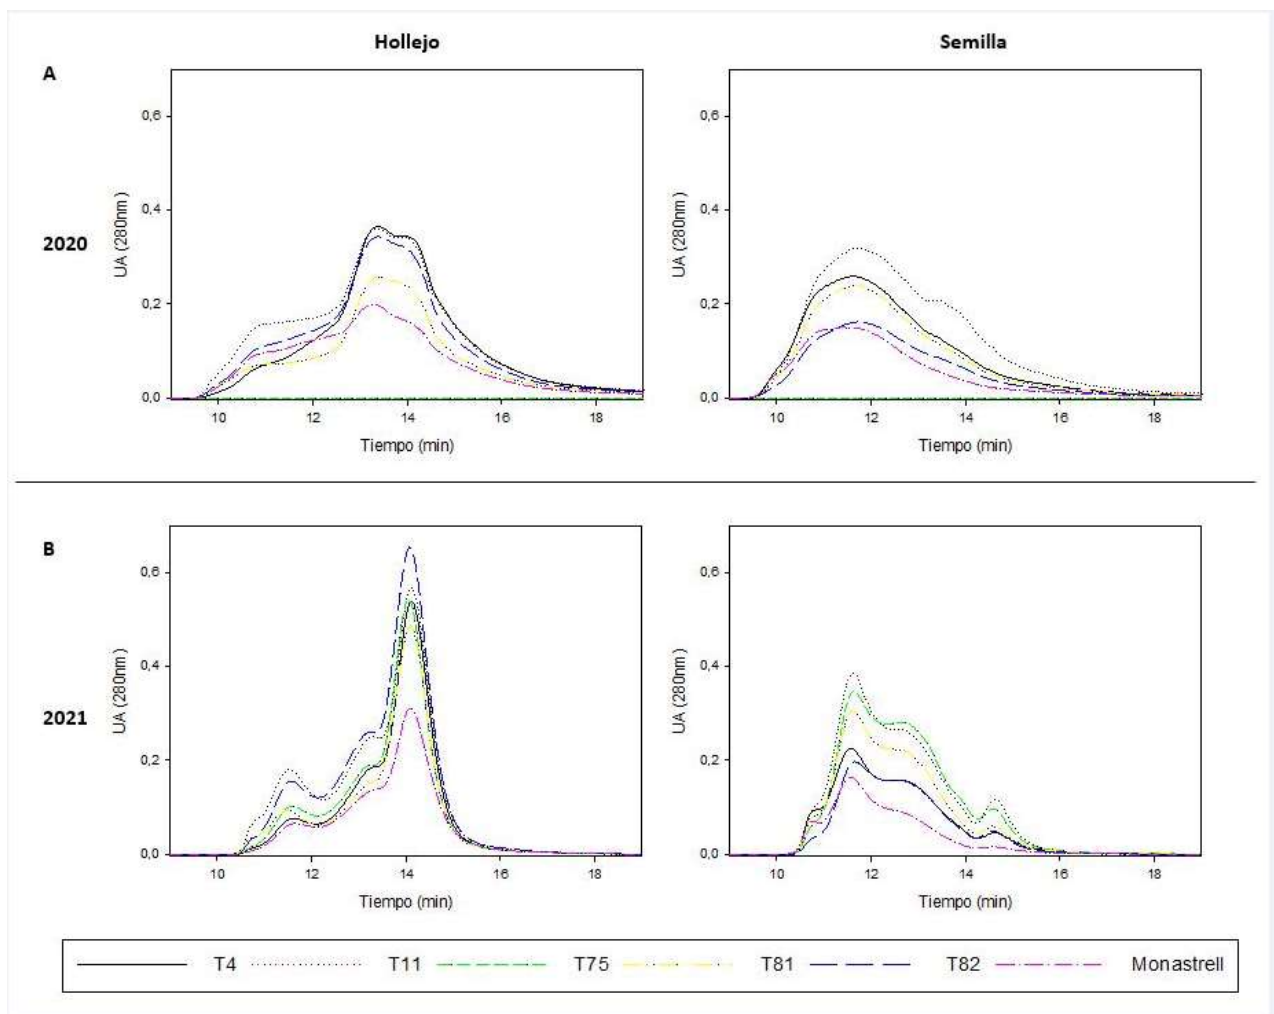 Hollejo Semilla
A
0,6 0,6
0,4 0,4
2020
UA (280nm) UA (280nm)
0,2 0,2
0,0 0,0
10 12 14 16 18 10 12 14 16 18
Tiempo (min) Tiempo (min)
B
0,6 0,6
0,4 0,4
2021
UA (280nm) UA (280nm)
0,2 0,2
0,0 0,0
10 12 14 16 18 10 12 14 16 18
Tiempo (min) Tiempo (min)
T4 T11 T75 T81 T82 Monastrell